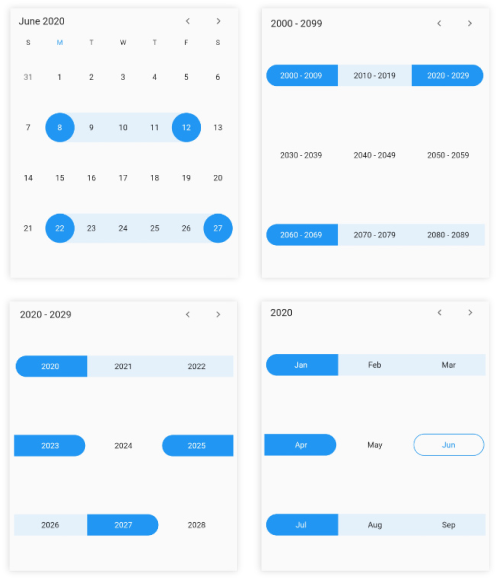 June 2020
S M T W T F S
31 1 2 3 4 5 6
7 8 9 10 11 12 13
14 15 16 17 18 19 20
21 22 23 24 25 26 27
2000 - 2099
2000 - 2009 2010 - 2019 2020 - 2029
2030 - 2039 2040 - 2049 2050 - 2059
2060 - 2069 2070 - 2079 2080 - 2089
2020 - 2029
2020 2021 2022
2023 2024 2025
2026 2027 2028
2020
Jan Feb Mar
Apr May Jun
Jul Aug Sep